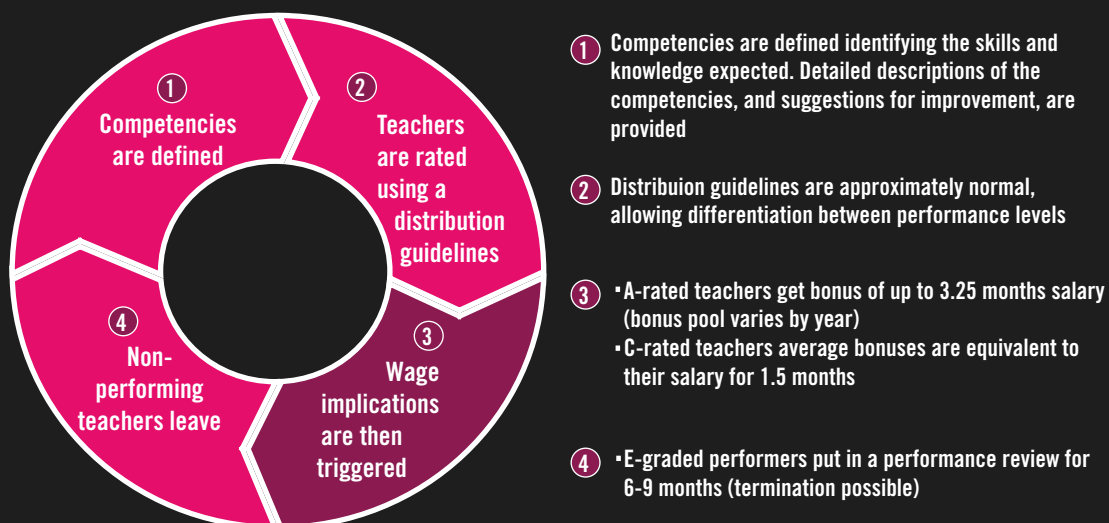 1
Competencies
are defined
2
Teachers
are rated
using a
distribution
guidelines
3
Wage
implications
are then
triggered
4
Non-
performing
teachers leave
1 Competencies are defined identifying the skills and
knowledge expected. Detailed descriptions of the
competencies, and suggestions for improvement, are
provided
2 Distribuion guidelines are approximately normal,
allowing differentiation between performance levels
3 ▪A-rated teachers get bonus of up to 3.25 months salary
(bonus pool varies by year)
▪C-rated teachers average bonuses are equivalent to
their salary for 1.5 months
4 ▪E-graded performers put in a performance review for
6-9 months (termination possible)